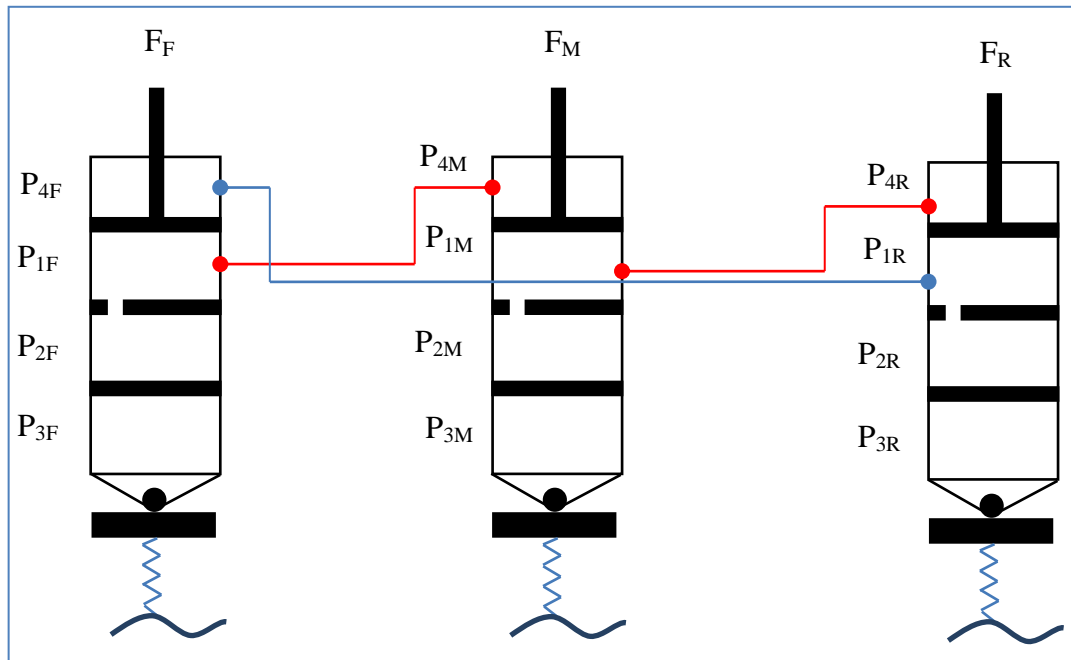 F_F
F_M
F_R
P_4F
P_4M
P_4R
P_1F
P_1M
P_1R
P_2F
P_2M
P_2R
P_3F
P_3M
P_3R